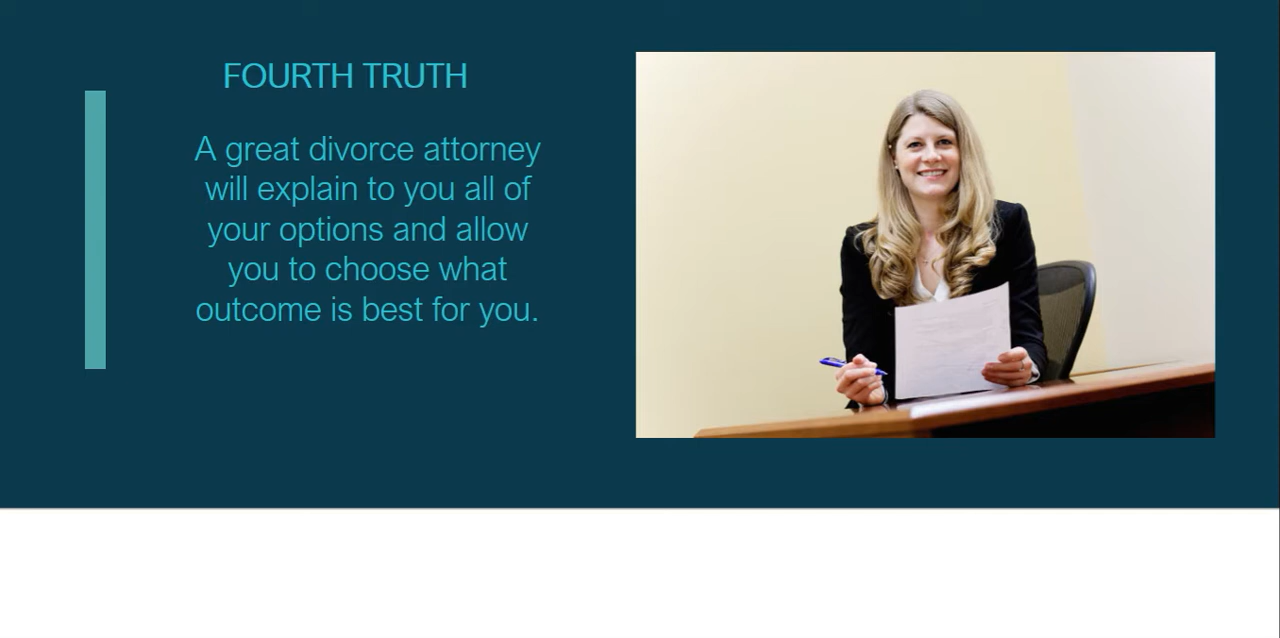 FOURTH TRUTH
A great divorce attorney
will explain to you all of
your options and allow
you to choose what
outcome is best for you.